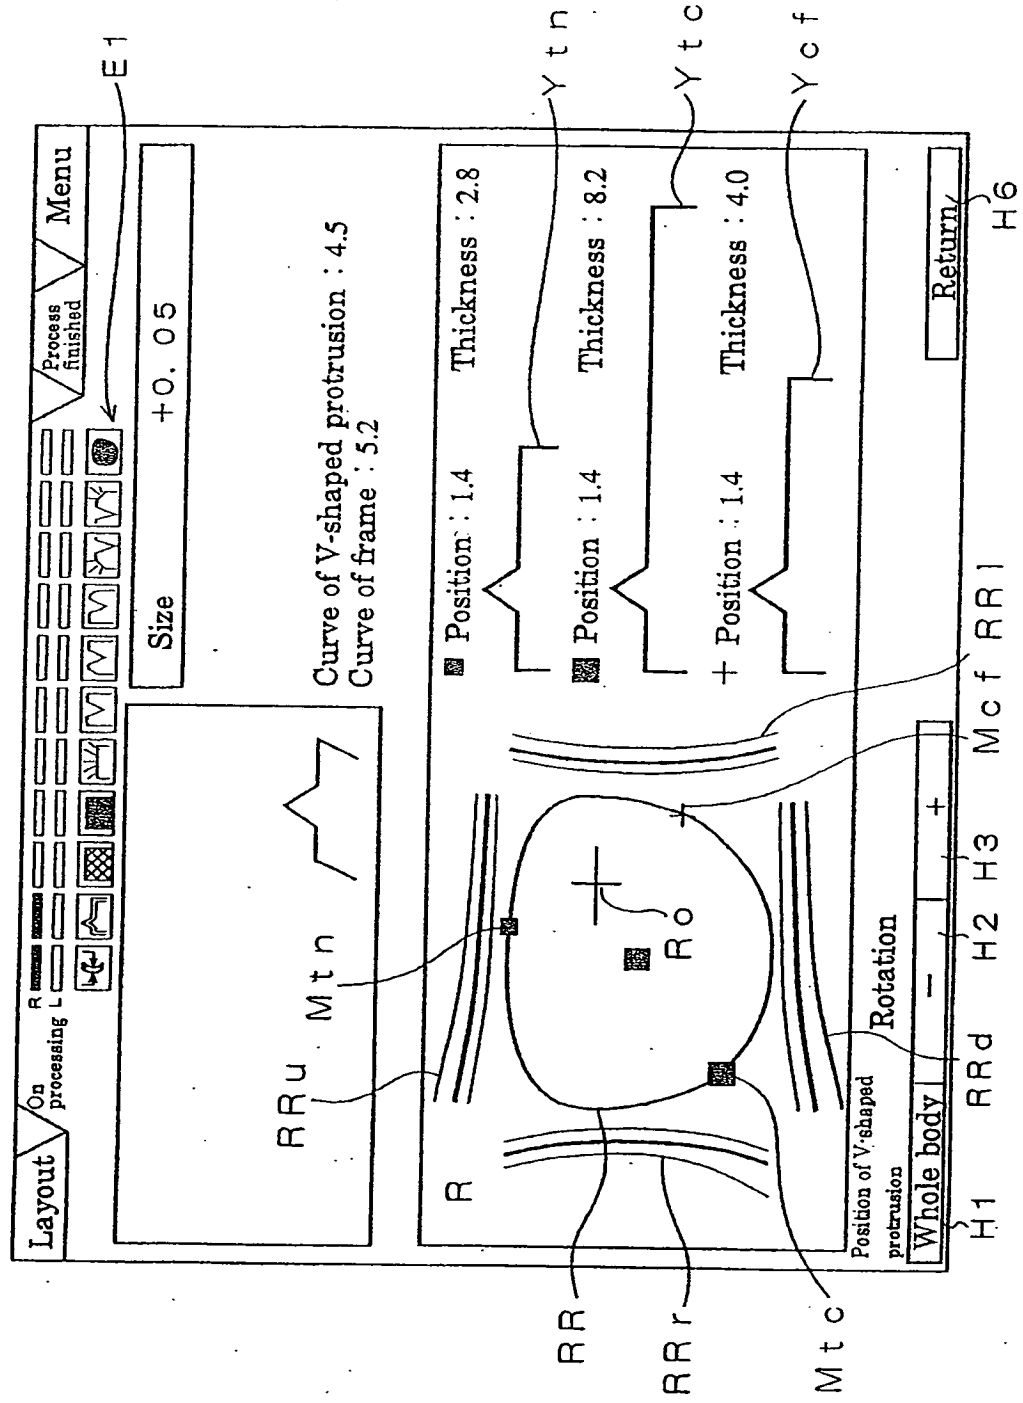 Layout
On
processing
R
L
Process
finished
Menu
E1
Size
+0.05
Curve of V-shaped protrusion : 4.5
Curve of frame : 5.2
RRu
Mtn
R
Position : 1.4 Thickness : 2.8
Ytn
Position : 1.4 Thickness : 8.2
Ytc
+ Position : 1.4 Thickness : 4.0
Ycf
Ro
RR
RRr
Mtc
RRl
Mcf
RRd
Position of V-shaped
protrusion
Rotation
Whole body
−
+
Return
H1
H2
H3
H6